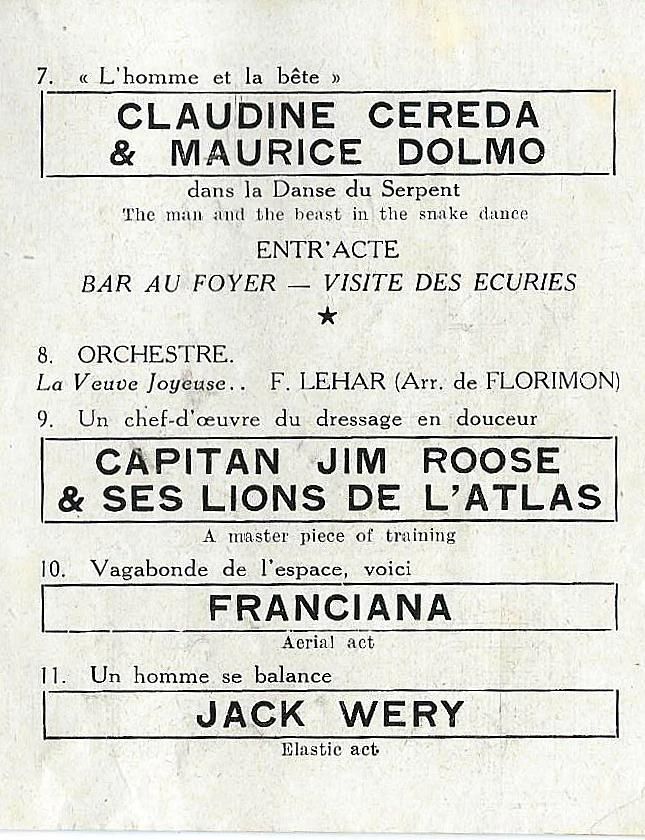 7. « L'homme et la bête »
CLAUDINE CEREDA
& MAURICE DOLMO
dans la Danse du Serpent
The man and the beast in the snake dance
ENTR'ACTE
BAR AU FOYER — VISITE DES ECURIES
★
8. ORCHESTRE.
La Veuve Joyeuse.. F. LEHAR (Arr. de FLORIMON)
9. Un chef-d'œuvre du dressage en douceur
CAPITAN JIM ROOSE
& SES LIONS DE L'ATLAS
A master piece of training
10. Vagabonde de l'espace, voici
FRANCIANA
Aerial act
11. Un homme se balance
JACK WERY
Elastic act